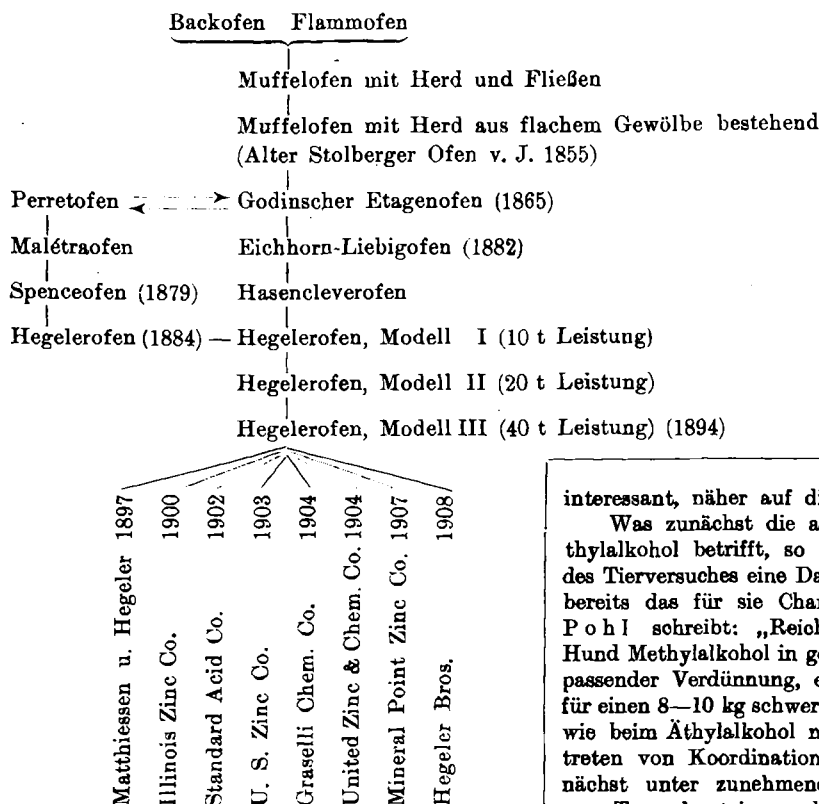 Backofen Flammofen
Muffelofen mit Herd und Fließen
Muffelofen mit Herd aus flachem Gewölbe bestehend
(Alter Stolberger Ofen v. J. 1855)
Perretofen Godinscher Etagenofen (1865)
Malétraofen Eichhorn-Liebigofen (1882)
Spenceofen (1879) Hasencleverofen
Hegelerofen (1884) — Hegelerofen, Modell I (10 t Leistung)
Hegelerofen, Modell II (20 t Leistung)
Hegelerofen, Modell III (40 t Leistung) (1894)
Matthiessen u. Hegeler 1897
Illinois Zinc Co. 1900
Standard Acid Co. 1902
U. S. Zinc Co. 1903
Graselli Chem. Co. 1904
United Zinc & Chem. Co. 1904
Mineral Point Zinc Co. 1907
Hegeler Bros. 1908
interessant, näher auf di
Was zunächst die a
thylalkohol betrifft, so
des Tierversuches eine Da
bereits das für sie Char
Pohl schreibt: „Reich
Hund Methylalkohol in ge
passender Verdünnung, e
für einen 8—10 kg schwer
wie beim Äthylalkohol n
treten von Koordination
nächst unter zunehmend